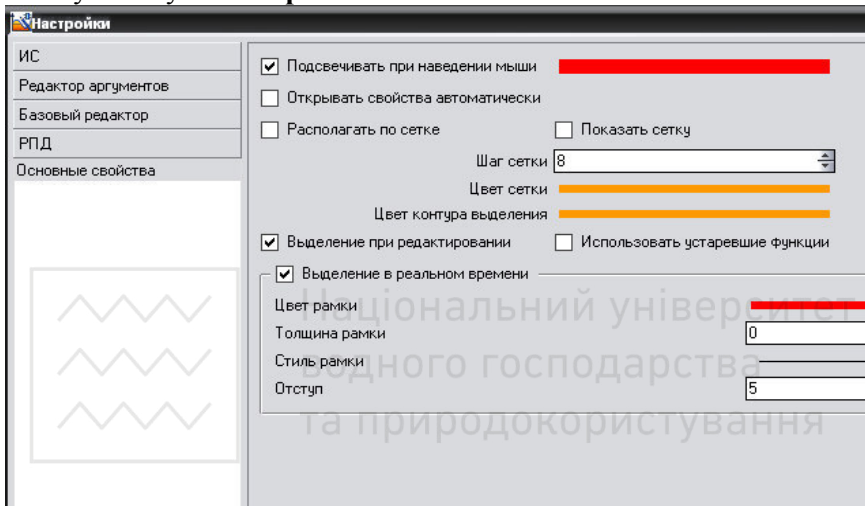 Настройки
ИС
Редактор аргументов
Базовый редактор
РПД
Основные свойства
Подсвечивать при наведении мыши
Открывать свойства автоматически
Располагать по сетке Показать сетку
Шаг сетки 8
Цвет сетки
Цвет контура выделения
Выделение при редактировании Использовать устаревшие функции
Выделение в реальном времени
Цвет рамки
Толщина рамки 0
Стиль рамки
Отступ 5
Національний університет
водного господарства
та природокористування